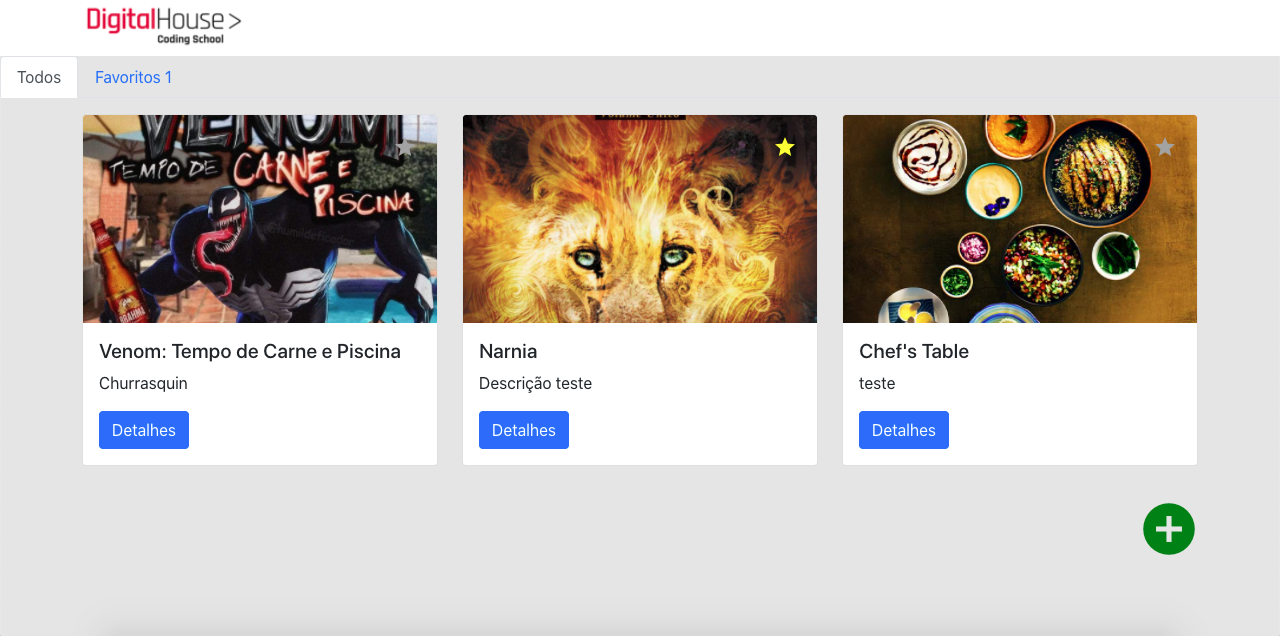 DigitalHouse>
Coding School
Todos
Favoritos 1
VENOM
TEMPO DE CARNE E
PISCINA
BRAHMA
Venom: Tempo de Carne e Piscina
Churrasquin
Detalhes
Narnia
Descrição teste
Detalhes
Chef's Table
teste
Detalhes